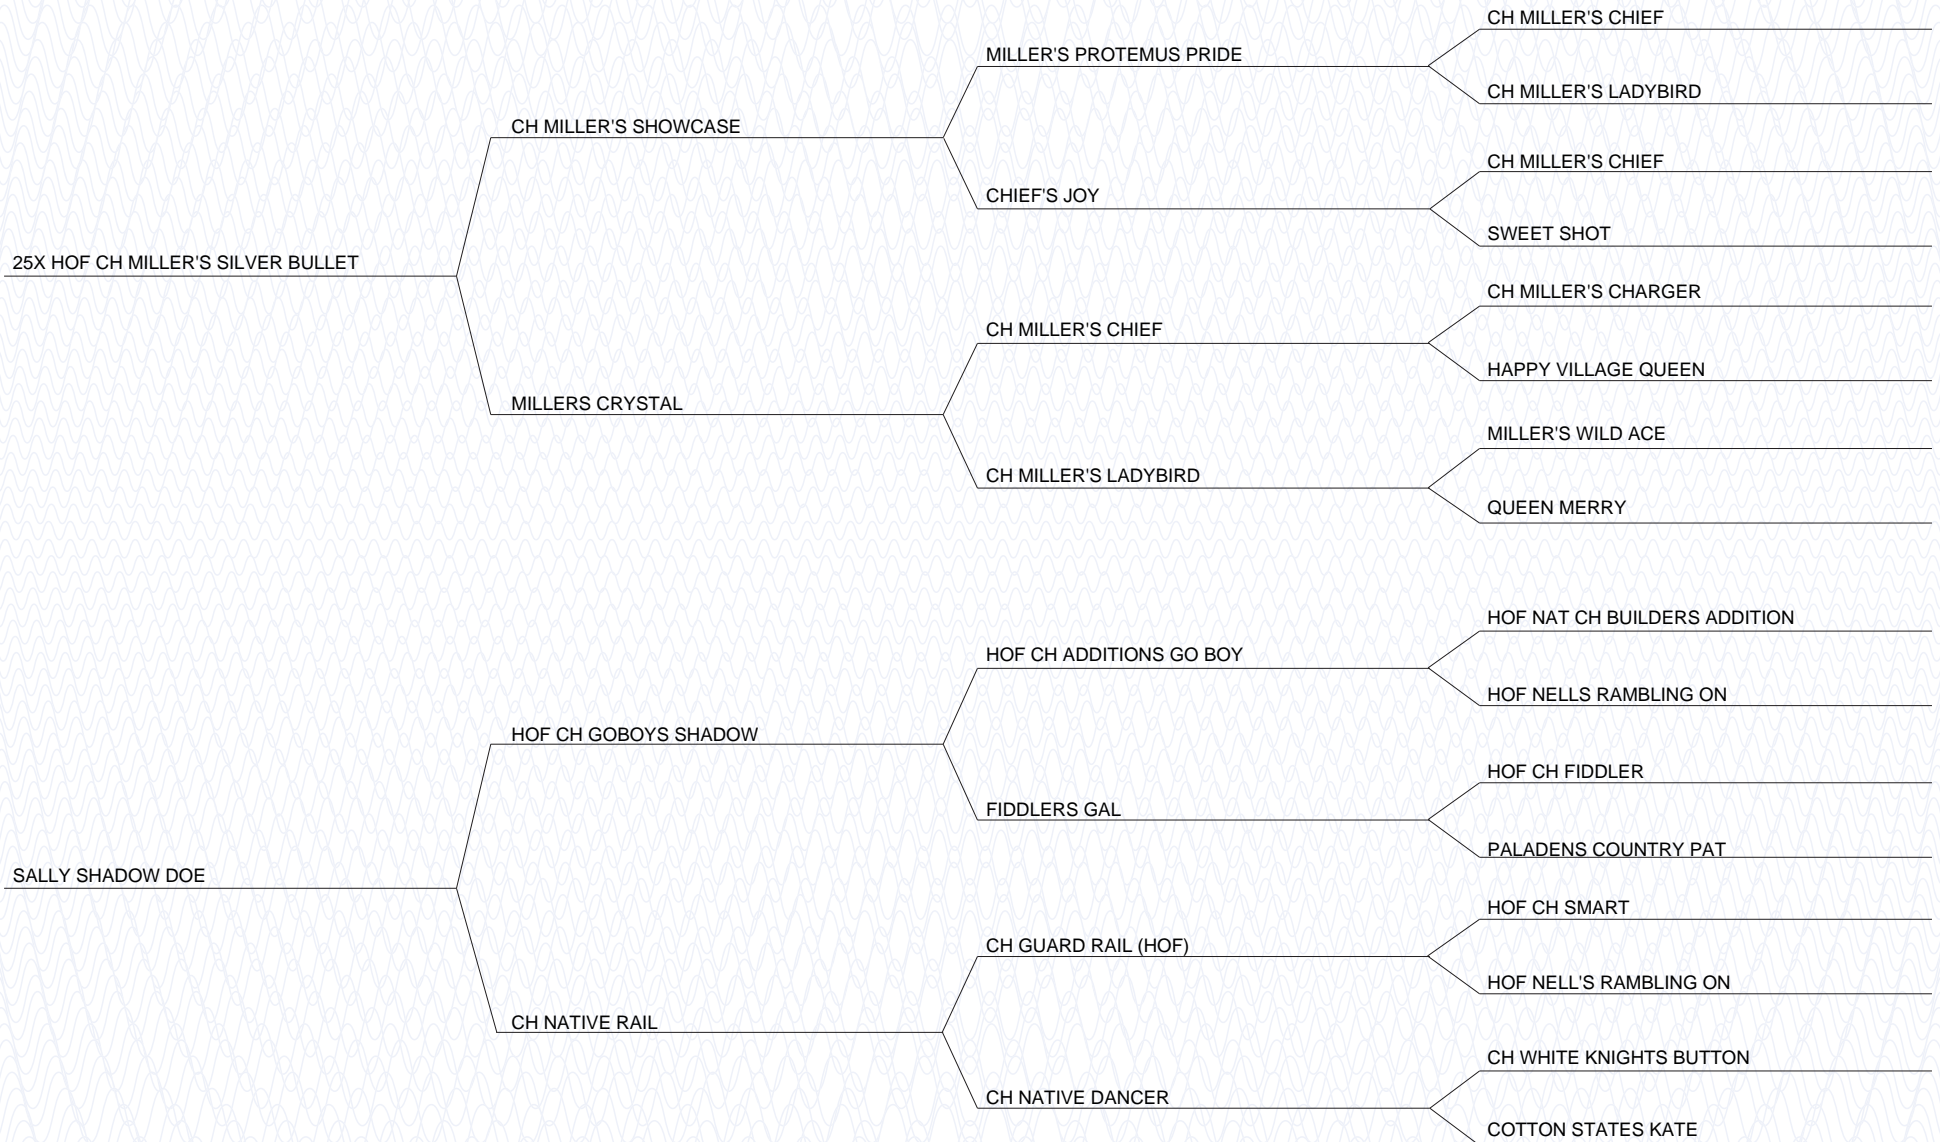 CH MILLER'S CHIEF
MILLER'S PROTEMUS PRIDE
CH MILLER'S LADYBIRD
CH MILLER'S SHOWCASE
CH MILLER'S CHIEF
CHIEF'S JOY
SWEET SHOT
25X HOF CH MILLER'S SILVER BULLET
CH MILLER'S CHARGER
CH MILLER'S CHIEF
HAPPY VILLAGE QUEEN
MILLERS CRYSTAL
MILLER'S WILD ACE
CH MILLER'S LADYBIRD
QUEEN MERRY
HOF NAT CH BUILDERS ADDITION
HOF CH ADDITIONS GO BOY
HOF NELLS RAMBLING ON
HOF CH GOBOYS SHADOW
HOF CH FIDDLER
FIDDLERS GAL
PALADENS COUNTRY PAT
SALLY SHADOW DOE
HOF CH SMART
CH GUARD RAIL (HOF)
HOF NELL'S RAMBLING ON
CH NATIVE RAIL
CH WHITE KNIGHTS BUTTON
CH NATIVE DANCER
COTTON STATES KATE